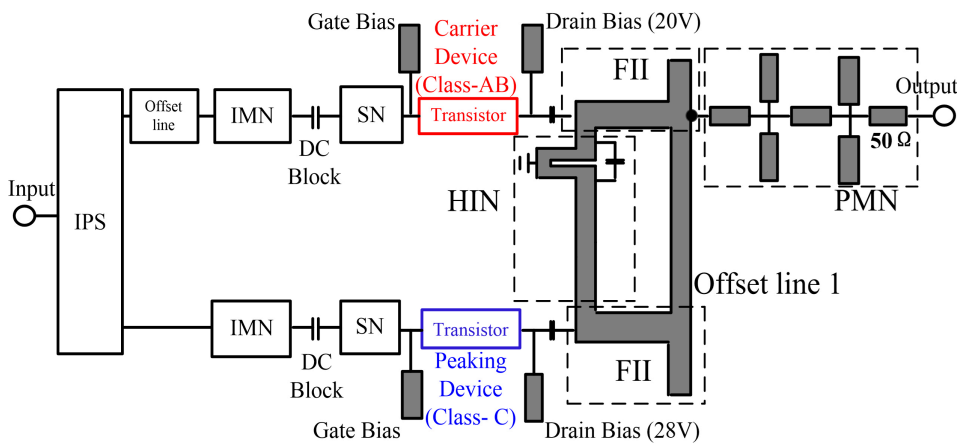 Gate Bias
Carrier
Device
(Class-AB)
Drain Bias (20V)
FII
Offset
line
IMN
DC
Block
SN
Transistor
Output
50 Ω
PMN
Input
IPS
HIN
Offset line 1
IMN
DC
Block
SN
Transistor
Peaking
Device
(Class- C)
FII
Gate Bias
Drain Bias (28V)